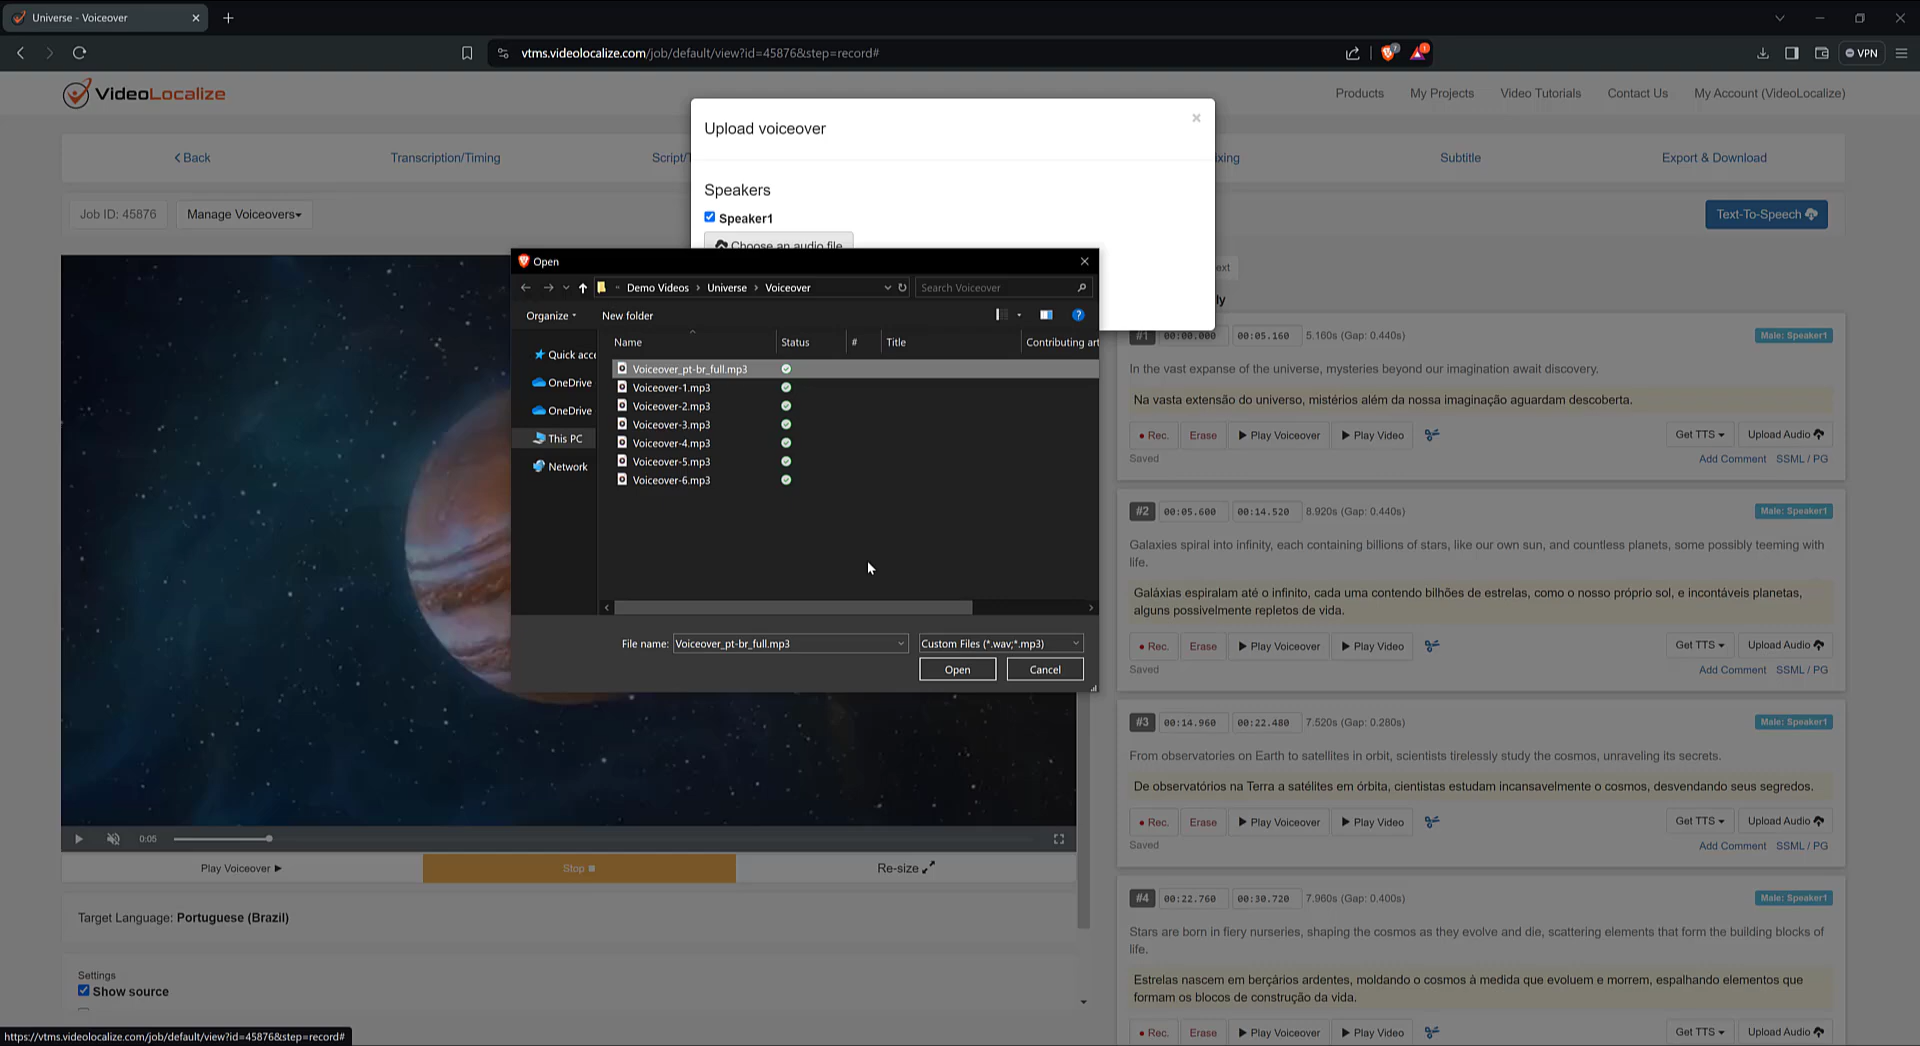 Universe - Voiceover
vtms.videolocalize.com/job/default/view?id=45876&step=record#
VPN
VideoLocalize
Products
My Projects
Video Tutorials
Contact Us
My Account (VideoLocalize)
Back
Transcription/Timing
Subtitle
Export & Download
Job ID: 45876
Manage Voiceovers
Text-To-Speech
Upload voiceover
Speakers
Speaker1
Choose an audio file
Open
Demo Videos
Universe
Voiceover
Search Voiceover
Organize
New folder
Name
Status
#
Title
Contributing art
Quick acce
OneDrive
OneDrive
This PC
Network
Voiceover_pt-br_full.mp3
Voiceover-1.mp3
Voiceover-2.mp3
Voiceover-3.mp3
Voiceover-4.mp3
Voiceover-5.mp3
Voiceover-6.mp3
File name:
Voiceover_pt-br_full.mp3
Custom Files (*.wav;*.mp3)
Open
Cancel
0:05
Play Voiceover
Stop
Re-size
Target Language: Portuguese (Brazil)
Settings
Show source
https://vtms.videolocalize.com/job/default/view?id=45876&step=record#
#1 00:00.000 00:05.160 5.160s (Gap: 0.440s) Male: Speaker1
In the vast expanse of the universe, mysteries beyond our imagination await discovery.
Na vasta extensão do universo, mistérios além da nossa imaginação aguardam descoberta.
Rec. Erase Play Voiceover Play Video Get TTS Upload Audio
Saved Add Comment SSML / PG
#2 00:05.600 00:14.520 8.920s (Gap: 0.440s) Male: Speaker1
Galaxies spiral into infinity, each containing billions of stars, like our own sun, and countless planets, some possibly teeming with
life.
Galáxias espiralam até o infinito, cada uma contendo bilhões de estrelas, como o nosso próprio sol, e incontáveis planetas,
alguns possivelmente repletos de vida.
Rec. Erase Play Voiceover Play Video Get TTS Upload Audio
Saved Add Comment SSML / PG
#3 00:14.960 00:22.480 7.520s (Gap: 0.280s) Male: Speaker1
From observatories on Earth to satellites in orbit, scientists tirelessly study the cosmos, unraveling its secrets.
De observatórios na Terra a satélites em órbita, cientistas estudam incansavelmente o cosmos, desvendando seus segredos.
Rec. Erase Play Voiceover Play Video Get TTS Upload Audio
Saved Add Comment SSML / PG
#4 00:22.760 00:30.720 7.960s (Gap: 0.400s) Male: Speaker1
Stars are born in fiery nurseries, shaping the cosmos as they evolve and die, scattering elements that form the building blocks of
life.
Estrelas nascem em berçários ardentes, moldando o cosmos à medida que evoluem e morrem, espalhando elementos que
formam os blocos de construção da vida.
Rec. Erase Play Voiceover Play Video Get TTS Upload Audio